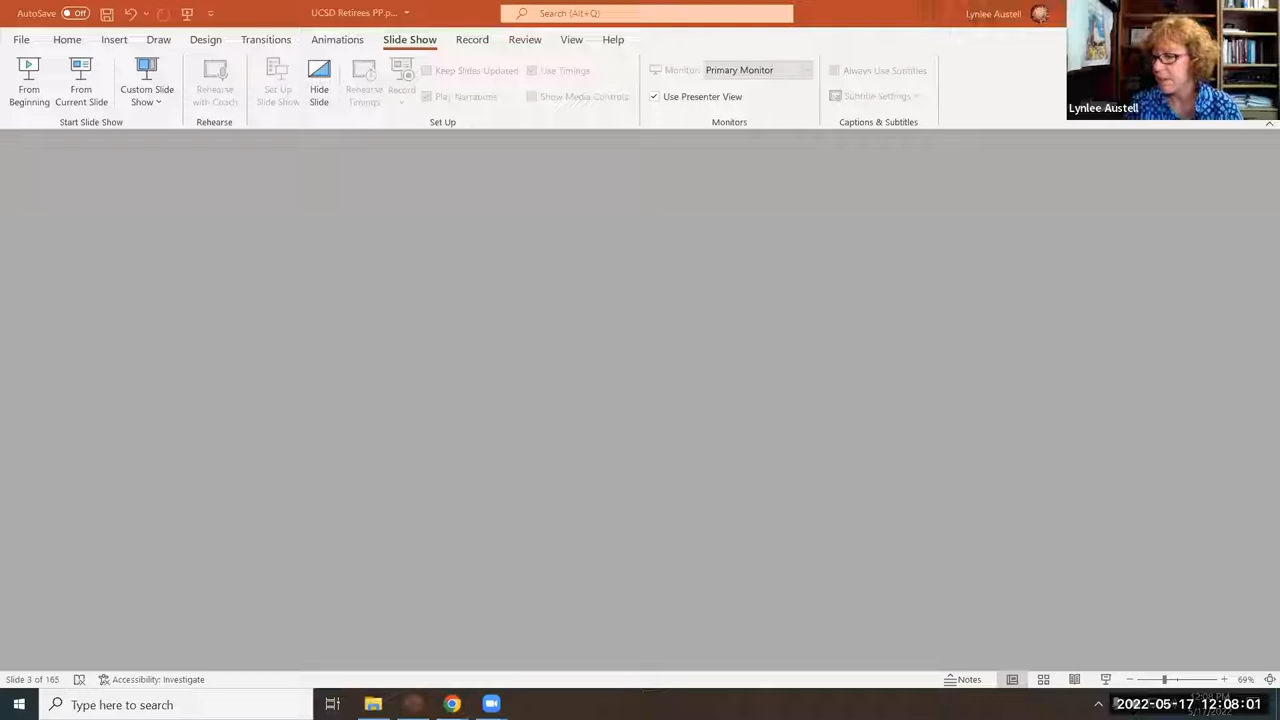 AutoSave Off UCSD Retirees PP.p... Search (Alt+Q) Lynlee Austell
File Home Insert Draw Design Transitions Animations Slide Show Record Review View Help
From Beginning
From Current Slide
Custom Slide Show
Start Slide Show
Rehearse with Coach
Rehearse
Set Up Slide Show
Hide Slide
Rehearse Timings
Record
Keep Slides Updated
Play Narrations
Use Timings
Show Media Controls
Set Up
Monitor: Primary Monitor
Use Presenter View
Monitors
Always Use Subtitles
Subtitle Settings
Captions & Subtitles
Lynlee Austell
Slide 3 of 165 Accessibility: Investigate Notes 69%
Type here to search
2022-05-17 12:08:01